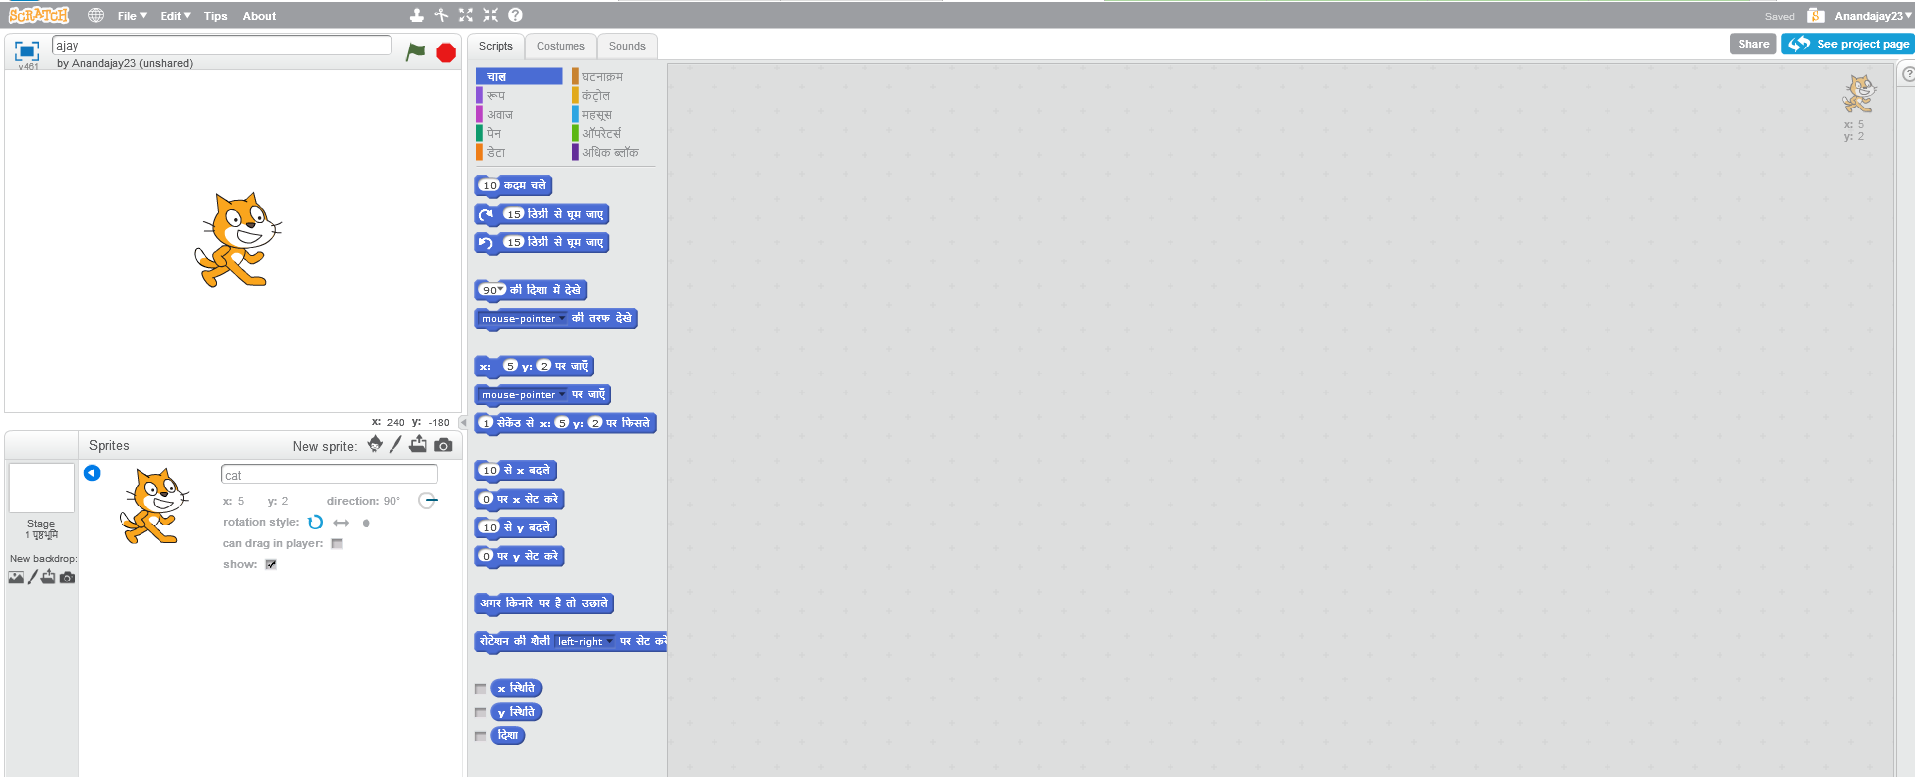 SCRATCH File Edit Tips About Saved Anandajay23
ajay
v461 by Anandajay23 (unshared)
Scripts Costumes Sounds
Share See project page
चाल घटनाक्रम
रूप कंट्रोल
अवाज महसूस
पेन ऑपरेटर्स
डेटा अधिक ब्लॉक
x: 5
y: 2
10 कदम चले
15 डिग्री से घूम जाए
15 डिग्री से घूम जाए
90 की दिशा में देखे
mouse-pointer की तरफ देखे
x: 5 y: 2 पर जाएँ
mouse-pointer पर जाएँ
1 सेकेंड से x: 5 y: 2 पर फिसले
10 से x बदले
0 पर x सेट करे
10 से y बदले
0 पर y सेट करे
अगर किनारे पर है तो उछाले
रोटेशन की शैली left-right पर सेट करे
x स्थिति
y स्थिति
दिशा
x: 240 y: -180
Sprites New sprite:
cat
x: 5 y: 2 direction: 90°
rotation style:
can drag in player:
show:
Stage
1 पृष्ठभूमि
New backdrop: